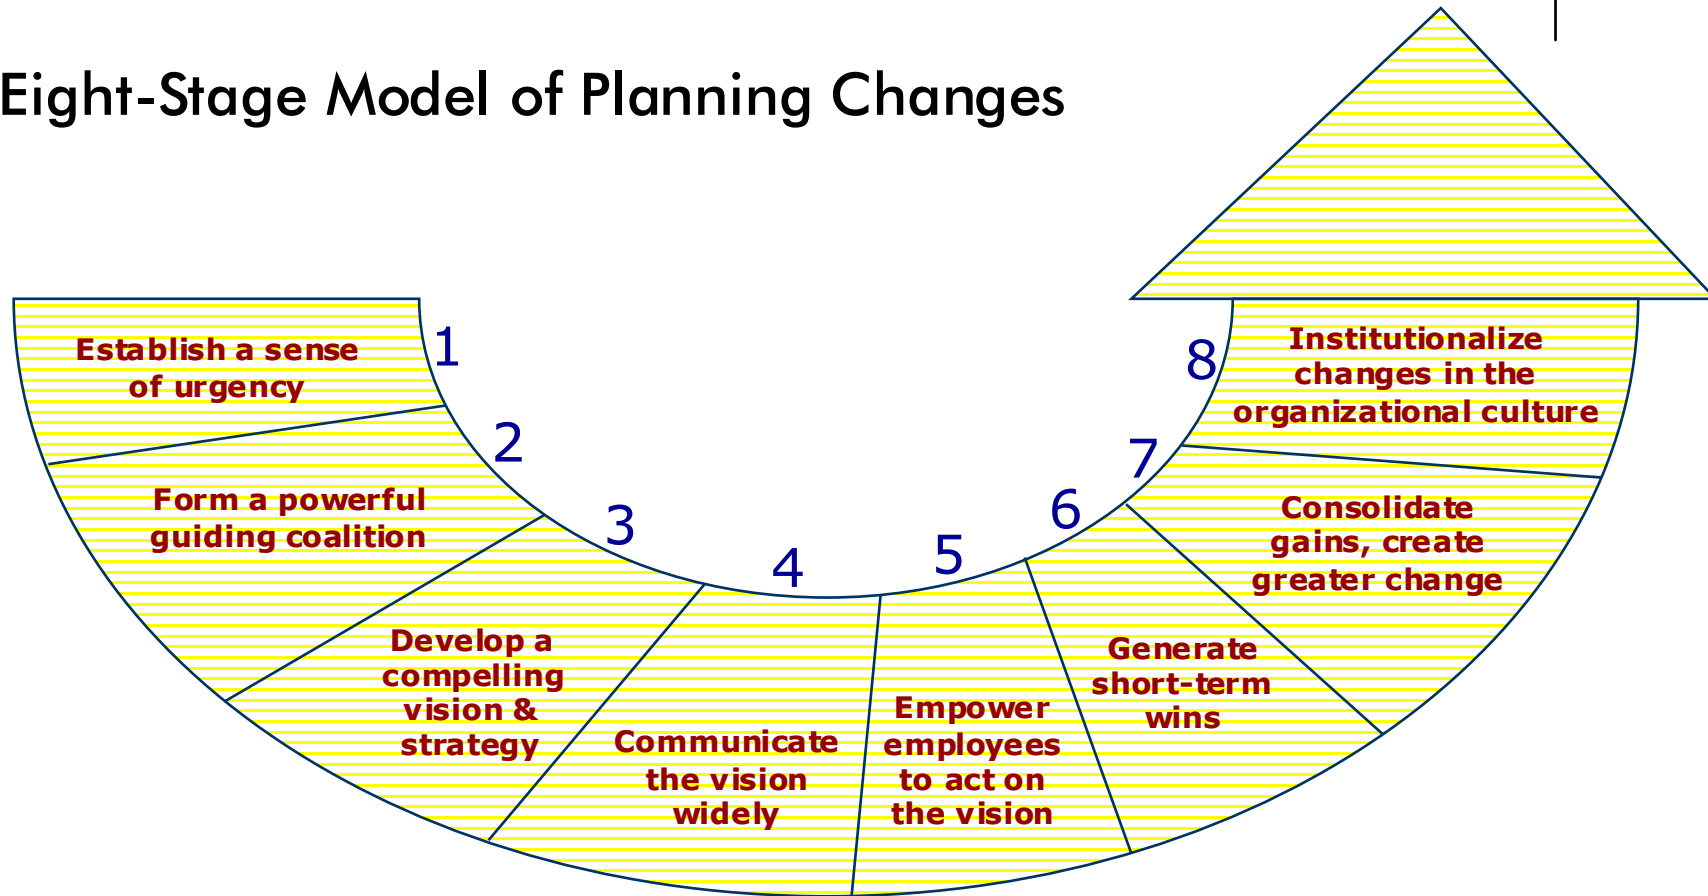 Eight-Stage Model of Planning Changes
1
Establish a sense
of urgency
2
Form a powerful
guiding coalition
3
Develop a
compelling
vision &
strategy
4
Communicate
the vision
widely
5
Empower
employees
to act on
the vision
6
Generate
short-term
wins
7
Consolidate
gains, create
greater change
8
Institutionalize
changes in the
organizational culture